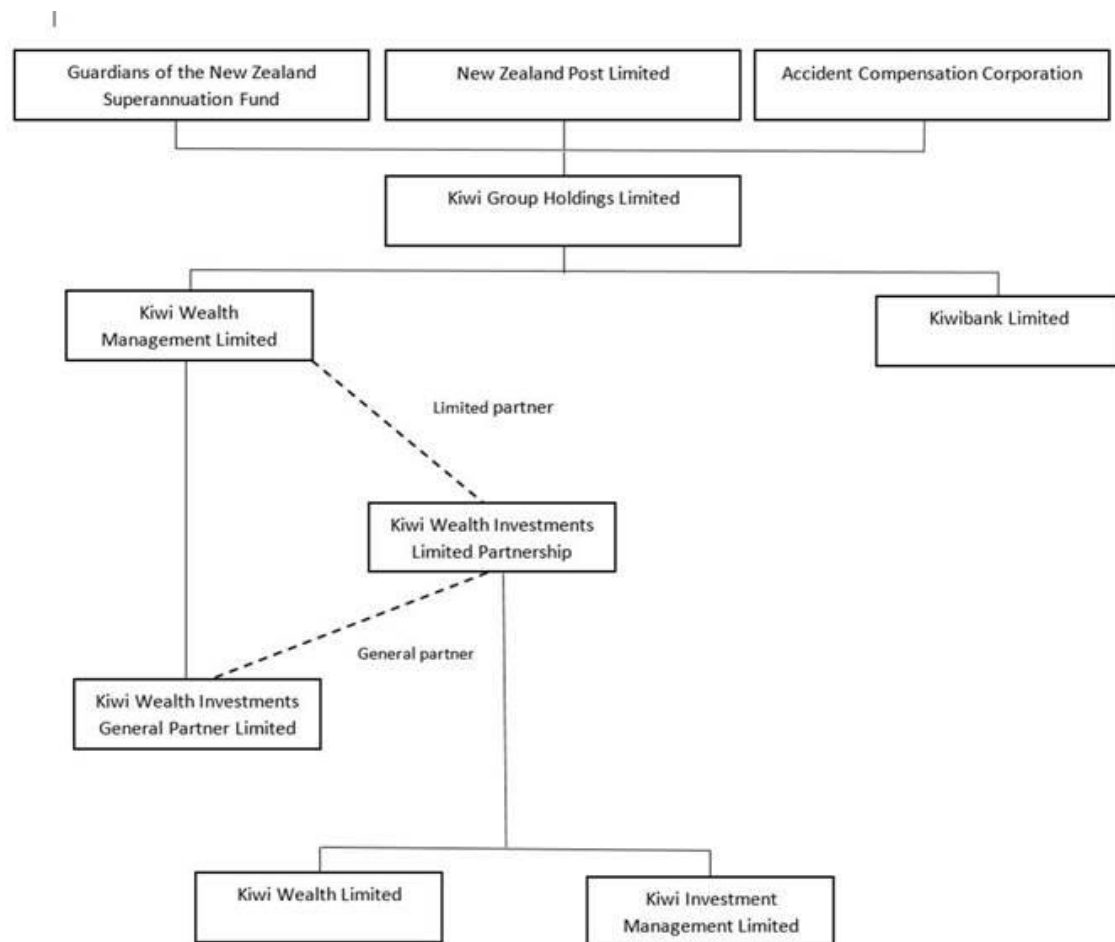 Guardians of the New Zealand
Superannuation Fund
New Zealand Post Limited
Accident Compensation Corporation
Kiwi Group Holdings Limited
Kiwi Wealth
Management Limited
Kiwibank Limited
Limited partner
Kiwi Wealth Investments
Limited Partnership
General partner
Kiwi Wealth Investments
General Partner Limited
Kiwi Wealth Limited
Kiwi Investment
Management Limited